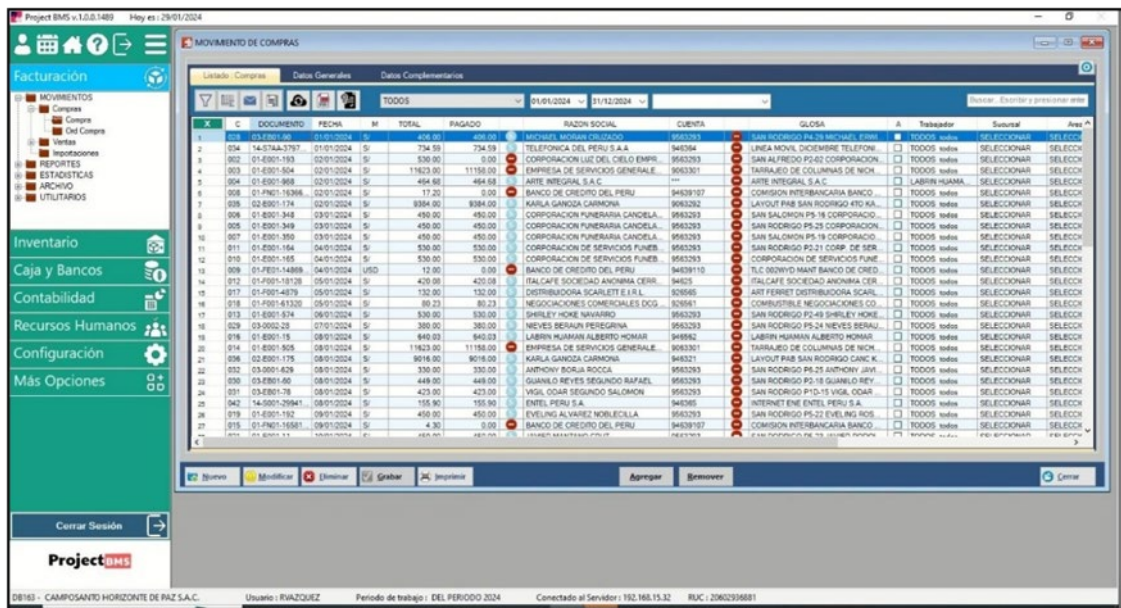 Project BMS v.1.0.0.1489 Hoy es : 29/01/2024
Facturación
MOVIMIENTOS
Compras
Compra
Ord Compra
Ventas
Importaciones
REPORTES
ESTADISTICAS
ARCHIVO
UTILITARIOS
Inventario
Caja y Bancos
Contabilidad
Recursos Humanos
Configuración
Más Opciones
Cerrar Sesión
ProjectBMS
MOVIMIENTO DE COMPRAS
Listado : Compras Datos Generales Datos Complementarios
TODOS 01/01/2024 31/12/2024 Buscar...Escribir y presionar enter
X C DOCUMENTO FECHA M TOTAL PAGADO RAZON SOCIAL CUENTA GLOSA A Trabajador Sucursal Area
1 028 03-EB01-90 01/01/2024 S/ 406.00 406.00 MICHAEL MORAN CRUZADO 9563293 SAN RODRIGO P4-29 MICHAEL ERWI... TODOS todos SELECCIONAR SELECCI
2 034 14-S7AA-3797... 02/01/2024 S/ 734.59 734.59 TELEFONICA DEL PERU S.A.A 946364 LINEA MOVIL DICIEMBRE TELEFONI... TODOS todos SELECCIONAR SELECCI
3 002 01-E001-193 02/01/2024 S/ 530.00 0.00 CORPORACION LUZ DEL CIELO EMPR... 9563293 SAN ALFREDO P2-02 CORPORACION... TODOS todos SELECCIONAR SELECCI
4 003 01-E001-504 02/01/2024 S/ 11623.00 11158.00 EMPRESA DE SERVICIOS GENERALE... 9063301 TARRAJEO DE COLUMNAS DE NICH... TODOS todos SELECCIONAR SELECCI
5 004 01-E001-988 02/01/2024 S/ 464.68 464.68 ARTE INTEGRAL S.A.C *** ARTE INTEGRAL S.A.C LABRIN HUAMA... SELECCIONAR SELECCI
6 008 01-FN01-16366... 02/01/2024 S/ 17.20 0.00 BANCO DE CREDITO DEL PERU 94639107 COMISION INTERBANCARIA BANCO ... TODOS todos SELECCIONAR SELECCI
7 035 02-E001-174 02/01/2024 S/ 9384.00 9384.00 KARLA GANOZA CARMONA 9063292 LAYOUT PAB SAN RODRIGO 4TO KA... TODOS todos SELECCIONAR SELECCI
8 006 01-E001-348 03/01/2024 S/ 450.00 450.00 CORPORACION FUNERARIA CANDELA... 9563293 SAN SALOMON P5-16 CORPORACIO... TODOS todos SELECCIONAR SELECCI
9 005 01-E001-349 03/01/2024 S/ 450.00 450.00 CORPORACION FUNERARIA CANDELA... 9563293 SAN RODRIGO P5-25 CORPORACION... TODOS todos SELECCIONAR SELECCI
10 007 01-E001-350 03/01/2024 S/ 450.00 450.00 CORPORACION FUNERARIA CANDELA... 9563293 SAN SALOMON P5-19 CORPORACIO... TODOS todos SELECCIONAR SELECCI
11 011 01-E001-164 04/01/2024 S/ 530.00 530.00 CORPORACION DE SERVICIOS FUNEB... 9563293 SAN RODRIGO P2-21 CORP. DE SER... TODOS todos SELECCIONAR SELECCI
12 010 01-E001-165 04/01/2024 S/ 530.00 530.00 CORPORACION DE SERVICIOS FUNEB... 9563293 CORPORACION DE SERVICIOS FUNE... TODOS todos SELECCIONAR SELECCI
13 009 01-FE01-14869... 04/01/2024 USD 12.00 0.00 BANCO DE CREDITO DEL PERU 94639110 TLC 002WYD MANT BANCO DE CRED... TODOS todos SELECCIONAR SELECCI
14 012 01-F001-18128 05/01/2024 S/ 420.00 420.08 ITALCAFE SOCIEDAD ANONIMA CERR... 94625 ITALCAFE SOCIEDAD ANONIMA CER... TODOS todos SELECCIONAR SELECCI
15 017 01-F001-4879 05/01/2024 S/ 132.00 132.00 DISTRIBUIDORA SCARLETT E.I.R.L. 926565 ART FERRET DISTRIBUIDORA SCARL... TODOS todos SELECCIONAR SELECCI
16 018 01-F001-61320 05/01/2024 S/ 80.23 80.23 NEGOCIACIONES COMERCIALES DCG ... 926561 COMBUSTIBLE NEGOCIACIONES CO... TODOS todos SELECCIONAR SELECCI
17 013 01-E001-574 06/01/2024 S/ 530.00 530.00 SHIRLEY HOKE NAVARRO 9563293 SAN RODRIGO P2-49 SHIRLEY HOKE... TODOS todos SELECCIONAR SELECCI
18 029 03-0002-28 07/01/2024 S/ 380.00 380.00 NIEVES BERAUN PEREGRINA 9563293 SAN RODRIGO P5-24 NIEVES BERAU... TODOS todos SELECCIONAR SELECCI
19 016 01-E001-15 08/01/2024 S/ 640.03 640.03 LABRIN HUAMAN ALBERTO HOMAR 946562 LABRIN HUAMAN ALBERTO HOMAR TODOS todos SELECCIONAR SELECCI
20 014 01-E001-505 08/01/2024 S/ 11623.00 11158.00 EMPRESA DE SERVICIOS GENERALE... 9063301 TARRAJEO DE COLUMNAS DE NICH... TODOS todos SELECCIONAR SELECCI
21 036 02-E001-175 08/01/2024 S/ 9016.00 9016.00 KARLA GANOZA CARMONA 946321 LAYOUT PAB SAN RODRIGO CANC K... TODOS todos SELECCIONAR SELECCI
22 032 03-0001-629 08/01/2024 S/ 330.00 330.00 ANTHONY BORJA ROCCA 9563293 SAN RODRIGO P6-25 ANTHONY JAVI... TODOS todos SELECCIONAR SELECCI
23 030 03-EB01-60 08/01/2024 S/ 449.00 449.00 GUANILO REYES SEGUNDO RAFAEL 9563293 SAN RODRIGO P2-18 GUANILO REY... TODOS todos SELECCIONAR SELECCI
24 031 03-EB01-78 08/01/2024 S/ 423.00 423.00 VIGIL ODAR SEGUNDO SALOMON 9563293 SAN RODRIGO P1D-15 VIGIL ODAR ... TODOS todos SELECCIONAR SELECCI
25 042 14-S001-29941... 08/01/2024 S/ 155.90 155.90 ENTEL PERU S.A. 946365 INTERNET ENE ENTEL PERU S.A. TODOS todos SELECCIONAR SELECCI
26 019 01-E001-192 09/01/2024 S/ 450.00 450.00 EVELING ALVAREZ NOBLECILLA 9563293 SAN RODRIGO P5-22 EVELING ROS... TODOS todos SELECCIONAR SELECCI
27 015 01-FN01-16581... 09/01/2024 S/ 4.30 0.00 BANCO DE CREDITO DEL PERU 94639107 COMISION INTERBANCARIA BANCO ... TODOS todos SELECCIONAR SELECCI
Nuevo Modificar Eliminar Grabar Imprimir Agregar Remover Cerrar
DB163 - CAMPOSANTO HORIZONTE DE PAZ S.A.C. Usuario : RVAZQUEZ Periodo de trabajo : DEL PERIODO 2024 Conectado al Servidor : 192.168.15.32 RUC : 20602936881